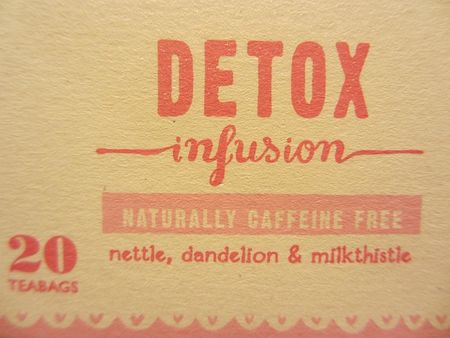 DETOX
infusion
NATURALLY CAFFEINE FREE
nettle, dandelion & milkthistle
20
TEABAGS